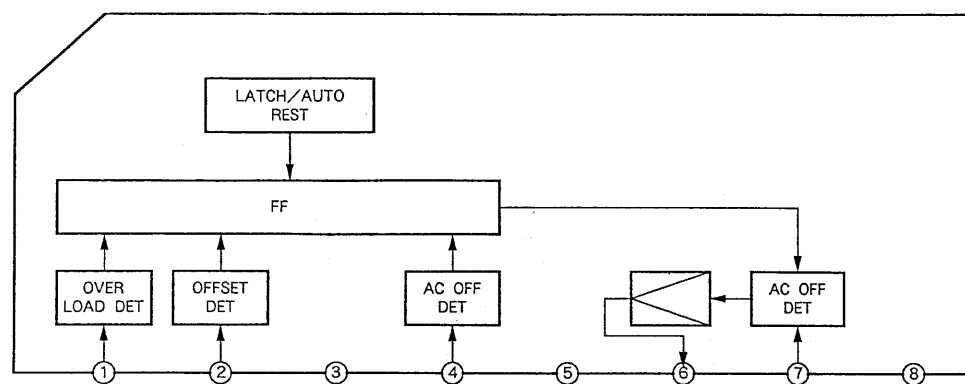 LATCH/AUTO
REST
FF
OVER
LOAD DET
OFFSET
DET
AC OFF
DET
AC OFF
DET
1 2 3 4 5 6 7 8